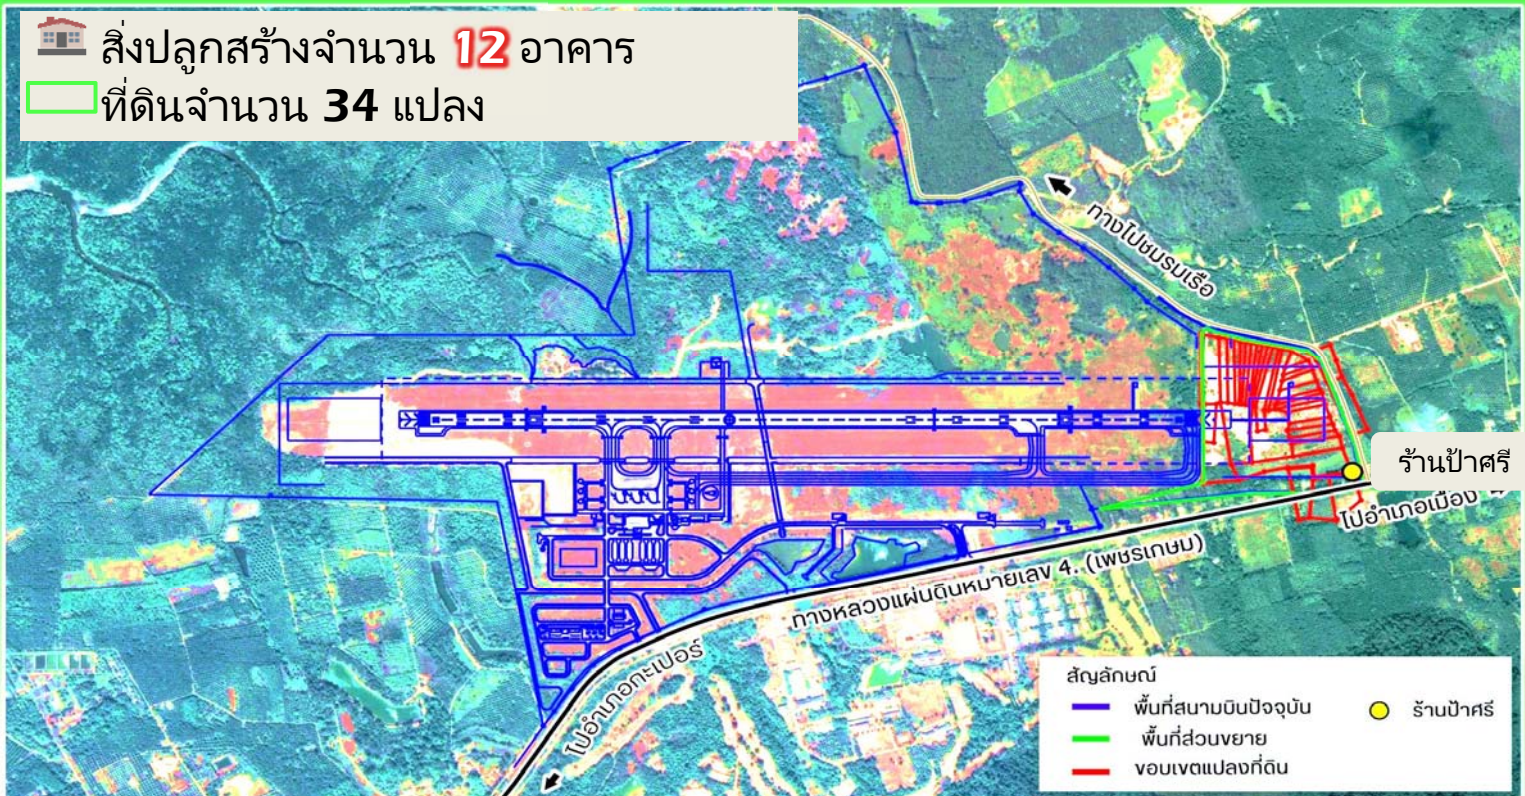 สิ่งปลูกสร้างจำนวน 12 อาคาร
ที่ดินจำนวน 34 แปลง
ทางไปชมรมเรือ
ร้านป้าศรี
ไปอำเภอเมือง
ทางหลวงแผ่นดินหมายเลข 4. (เพชรเกษม)
ไปอำเภอกะเปอร์
สัญลักษณ์
พื้นที่สนามบินปัจจุบัน
ร้านป้าศรี
พื้นที่ส่วนขยาย
ขอบเขตแปลงที่ดิน